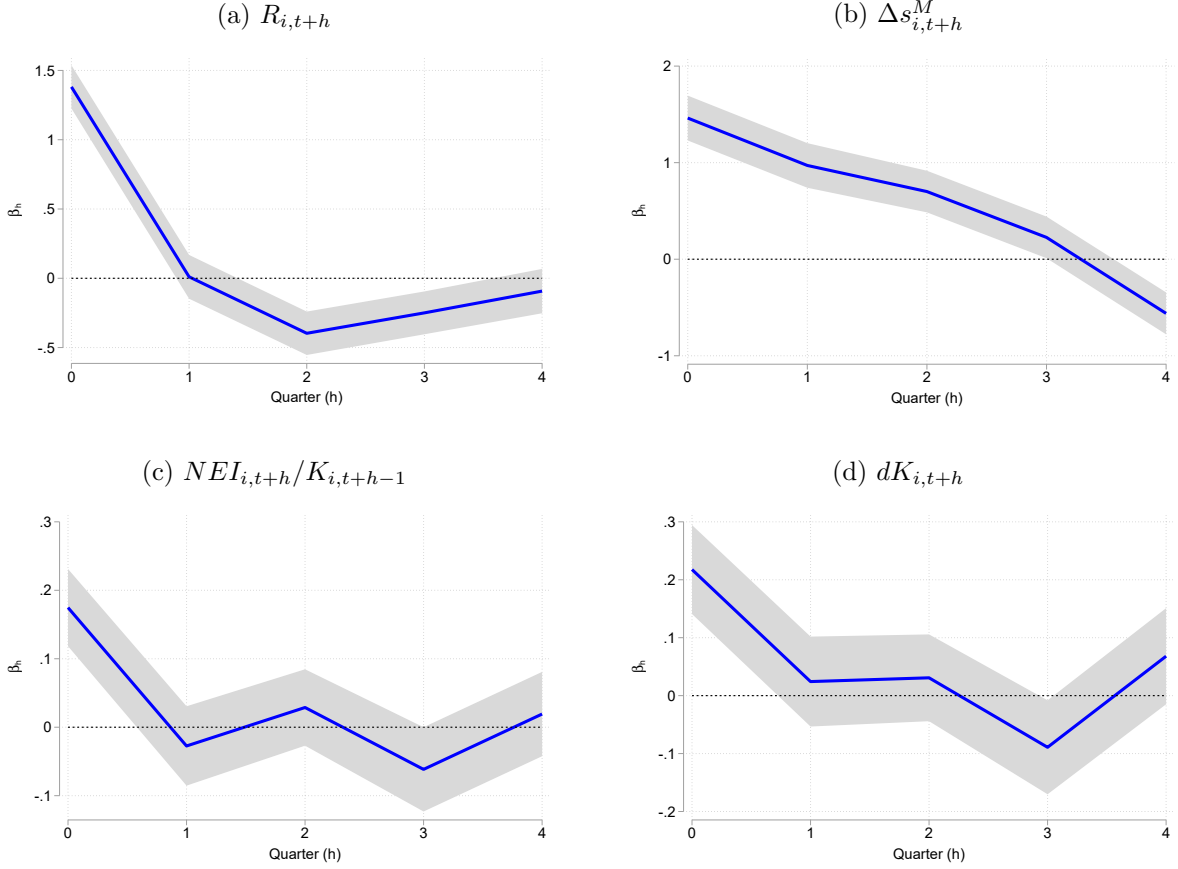 (a) R_{i,t+h}
1.5
1
.5
0
-.5
β_h
0 1 2 3 4
Quarter (h)
(b) Δs^M_{i,t+h}
2
1
0
-1
β_h
0 1 2 3 4
Quarter (h)
(c) NEI_{i,t+h}/K_{i,t+h−1}
.3
.2
.1
0
-.1
β_h
0 1 2 3 4
Quarter (h)
(d) dK_{i,t+h}
.3
.2
.1
0
-.1
-.2
β_h
0 1 2 3 4
Quarter (h)